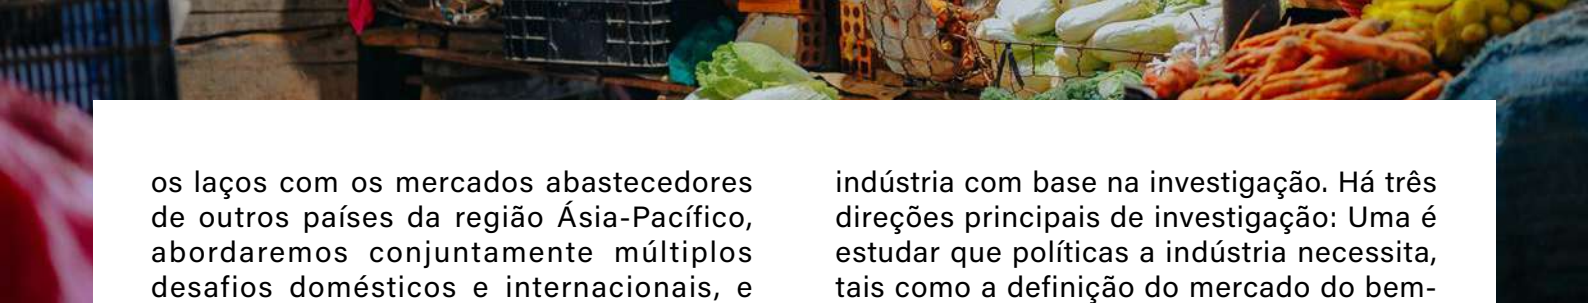 os laços com os mercados abastecedores
de outros países da região Ásia-Pacífico,
abordaremos conjuntamente múltiplos
desafios domésticos e internacionais, e
indústria com base na investigação. Há três
direções principais de investigação: Uma é
estudar que políticas a indústria necessita,
tais como a definição do mercado do bem-